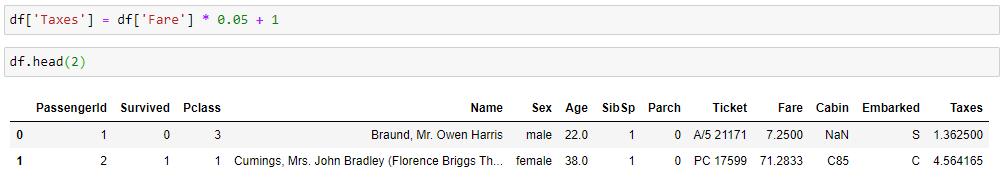 df['Taxes'] = df['Fare'] * 0.05 + 1
df.head(2)
PassengerId Survived Pclass Name Sex Age SibSp Parch Ticket Fare Cabin Embarked Taxes
0 1 0 3 Braund, Mr. Owen Harris male 22.0 1 0 A/5 21171 7.2500 NaN S 1.362500
1 2 1 1 Cumings, Mrs. John Bradley (Florence Briggs Th... female 38.0 1 0 PC 17599 71.2833 C85 C 4.564165